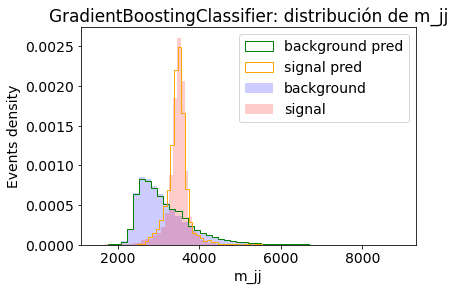 GradientBoostingClassifier: distribución de m_jj
background pred
signal pred
background
signal
Events density
0.0025
0.0020
0.0015
0.0010
0.0005
0.0000
2000 4000 6000 8000
m_jj